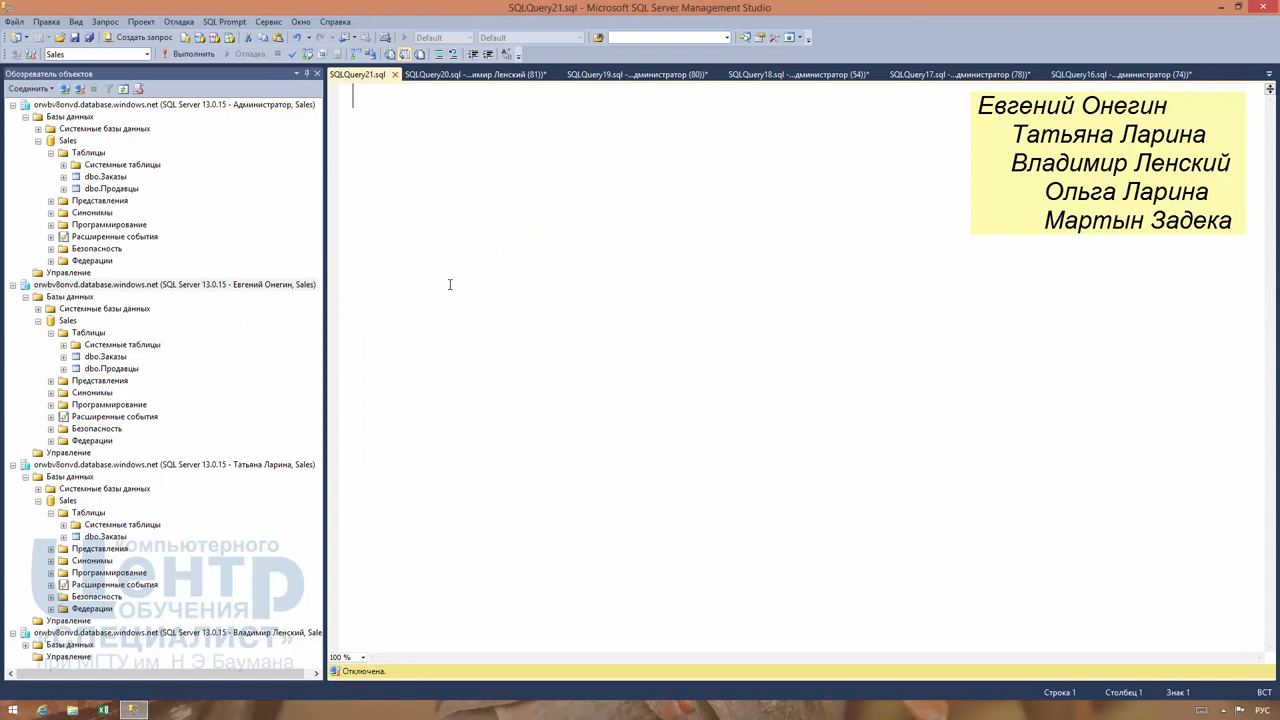 SQLQuery21.sql - Microsoft SQL Server Management Studio
Файл Правка Вид Запрос Проект Отладка SQL Prompt Сервис Окно Справка
Создать запрос Default Default
Sales Выполнить Отладка
Обозреватель объектов
SQLQuery21.sql SQLQuery20.sql -...имир Ленский (81))* SQLQuery19.sql -...дминистратор (80))* SQLQuery18.sql -...дминистратор (54))* SQLQuery17.sql -...дминистратор (78))* SQLQuery16.sql -...дминистратор (74))*
Соединить
orwbv8onvd.database.windows.net (SQL Server 13.0.15 - Администратор, Sales)
Базы данных
Системные базы данных
Sales
Таблицы
Системные таблицы
dbo.Заказы
dbo.Продавцы
Представления
Синонимы
Программирование
Расширенные события
Безопасность
Федерации
Управление
orwbv8onvd.database.windows.net (SQL Server 13.0.15 - Евгений Онегин, Sales)
Базы данных
Системные базы данных
Sales
Таблицы
Системные таблицы
dbo.Заказы
dbo.Продавцы
Представления
Синонимы
Программирование
Расширенные события
Безопасность
Федерации
Управление
orwbv8onvd.database.windows.net (SQL Server 13.0.15 - Татьяна Ларина, Sales)
Базы данных
Системные базы данных
Sales
Таблицы
Системные таблицы
dbo.Заказы
Представления
Синонимы
Программирование
Расширенные события
Безопасность
Федерации
Управление
orwbv8onvd.database.windows.net (SQL Server 13.0.15 - Владимир Ленский, Sale
Базы данных
Управление
компьютерного
Центр
ОБУЧЕНИЯ
«СПЕЦИАЛИСТ»
при МГТУ им. Н.Э.Баумана
Евгений Онегин
Татьяна Ларина
Владимир Ленский
Ольга Ларина
Мартын Задека
100 %
Отключена.
Строка 1 Столбец 1 Знак 1 ВСТ
РУС